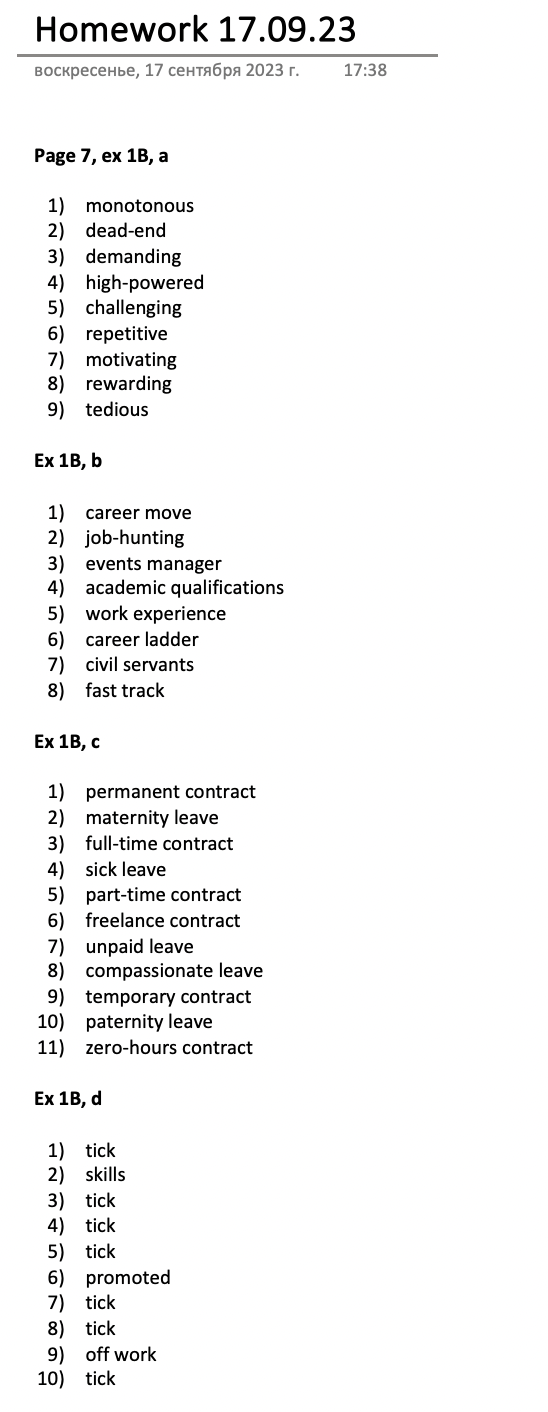 Homework 17.09.23
воскресенье, 17 сентября 2023 г. 17:38
Page 7, ex 1B, a
1) monotonous
2) dead-end
3) demanding
4) high-powered
5) challenging
6) repetitive
7) motivating
8) rewarding
9) tedious
Ex 1B, b
1) career move
2) job-hunting
3) events manager
4) academic qualifications
5) work experience
6) career ladder
7) civil servants
8) fast track
Ex 1B, c
1) permanent contract
2) maternity leave
3) full-time contract
4) sick leave
5) part-time contract
6) freelance contract
7) unpaid leave
8) compassionate leave
9) temporary contract
10) paternity leave
11) zero-hours contract
Ex 1B, d
1) tick
2) skills
3) tick
4) tick
5) tick
6) promoted
7) tick
8) tick
9) off work
10) tick